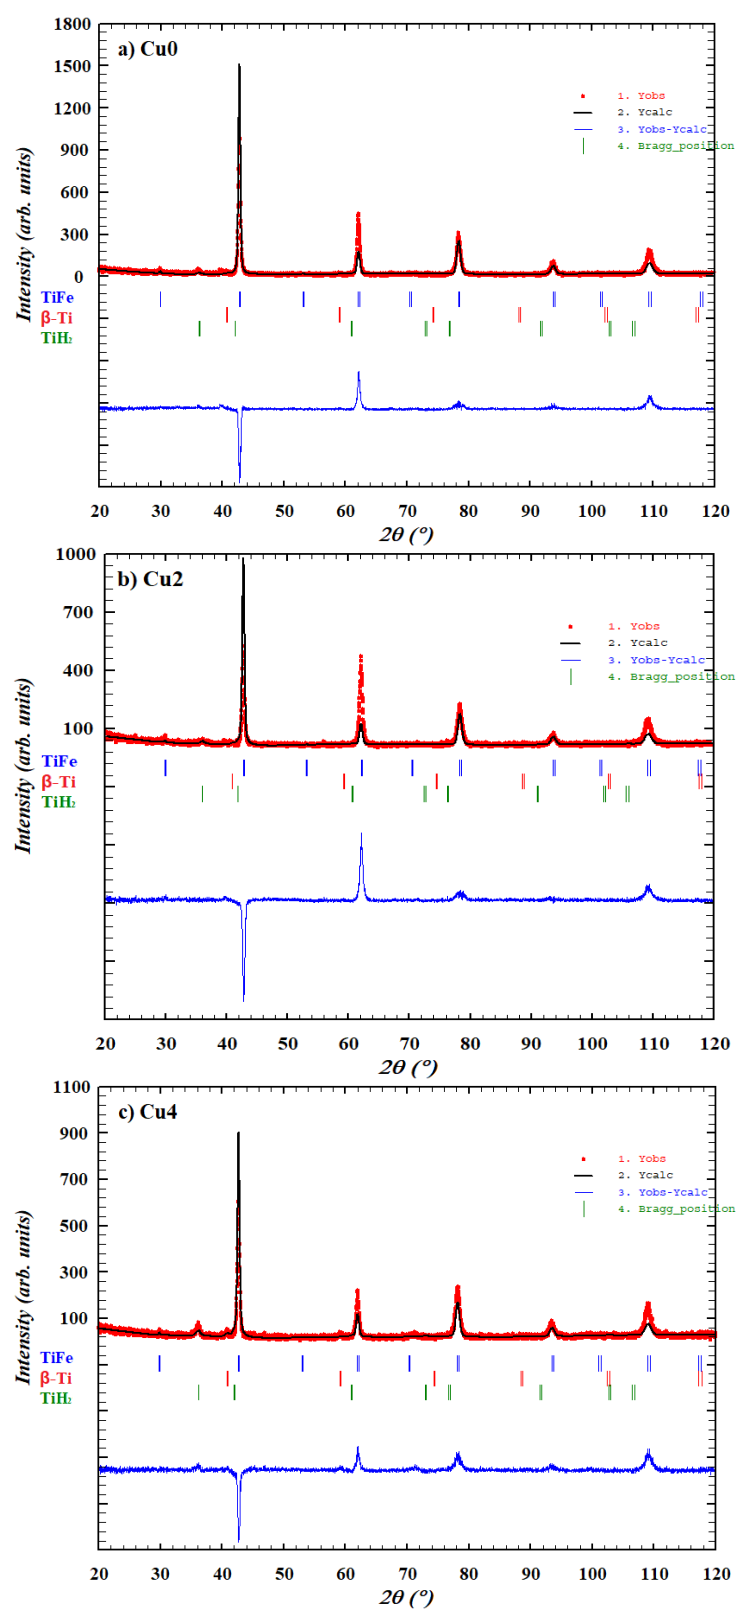 a) Cu0
1800
1500
1200
900
600
300
0
Intensity (arb. units)
1. Yobs
2. Ycalc
3. Yobs-Ycalc
4. Bragg_position
TiFe
β-Ti
TiH₂
20 30 40 50 60 70 80 90 100 110 120
2θ (°)
b) Cu2
1000
700
400
100
Intensity (arb. units)
1. Yobs
2. Ycalc
3. Yobs-Ycalc
4. Bragg_position
TiFe
β-Ti
TiH₂
20 30 40 50 60 70 80 90 100 110 120
2θ (°)
c) Cu4
1100
900
700
500
300
100
Intensity (arb. units)
1. Yobs
2. Ycalc
3. Yobs-Ycalc
4. Bragg_position
TiFe
β-Ti
TiH₂
20 30 40 50 60 70 80 90 100 110 120
2θ (°)